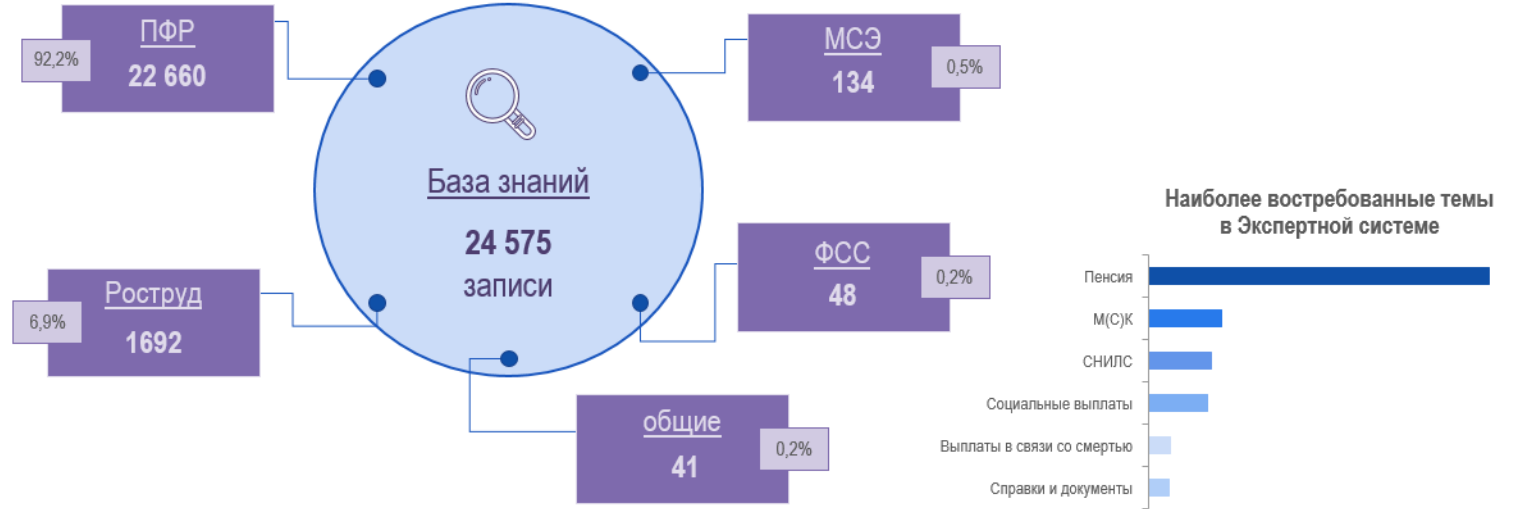 ПФР
22 660
92,2%
МСЭ
134
0,5%
База знаний
24 575
записи
Роструд
1692
6,9%
ФСС
48
0,2%
общие
41
0,2%
Наиболее востребованные темы
в Экспертной системе
Пенсия
М(С)К
СНИЛС
Социальные выплаты
Выплаты в связи со смертью
Справки и документы